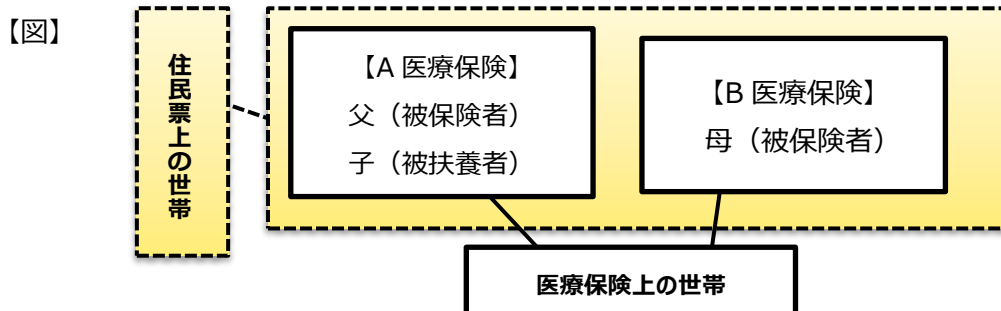 【図】
住民票上の世帯
【A 医療保険】
父（被保険者）
子（被扶養者）
【B 医療保険】
母（被保険者）
医療保険上の世帯